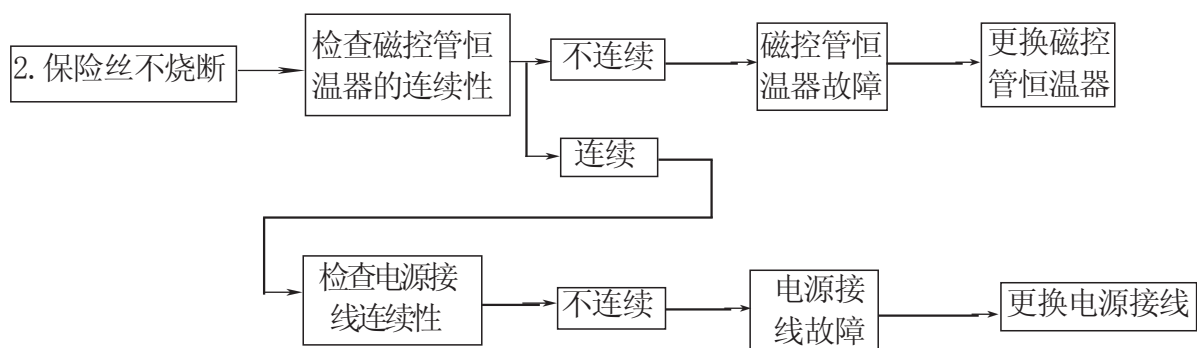 2.保险丝不烧断
检查磁控管恒
温器的连续性
不连续
磁控管恒
温器故障
更换磁控
管恒温器
连续
检查电源接
线连续性
不连续
电源接
线故障
更换电源接线